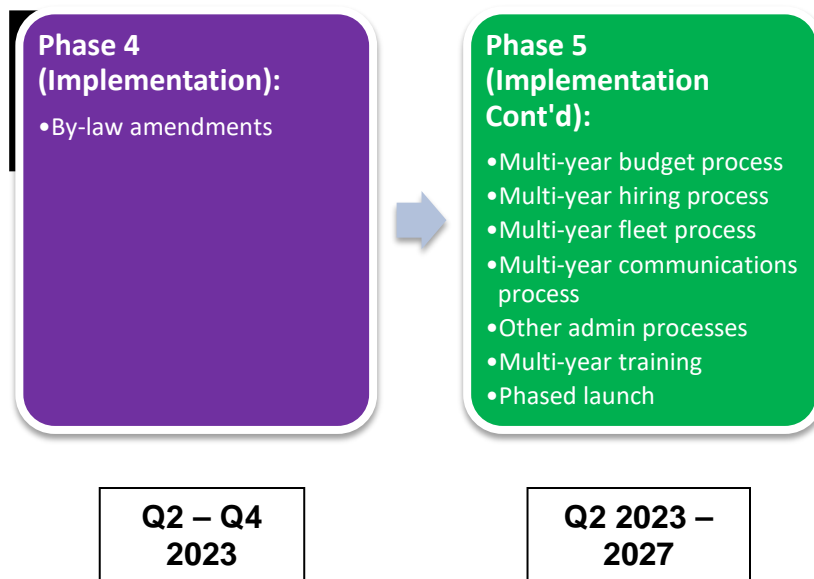 Phase 4
(Implementation):
•By-law amendments
Phase 5
(Implementation
Cont'd):
•Multi-year budget process
•Multi-year hiring process
•Multi-year fleet process
•Multi-year communications
process
•Other admin processes
•Multi-year training
•Phased launch
Q2 – Q4
2023
Q2 2023 –
2027